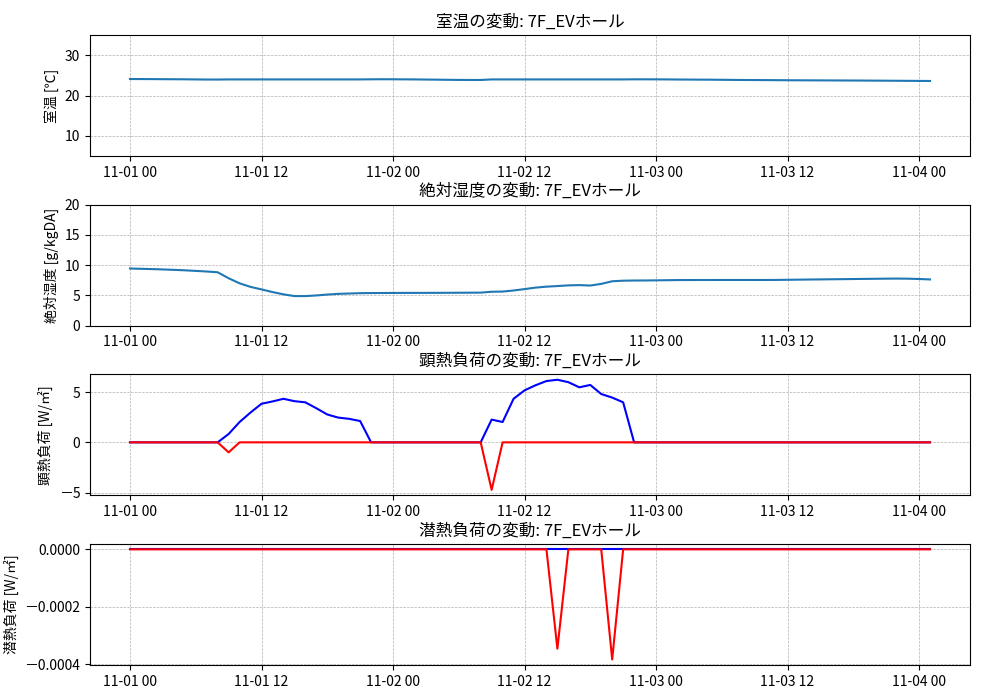 室温の変動: 7F_EVホール
30
20
10
室温 [℃]
11-01 00 11-01 12 11-02 00 11-02 12 11-03 00 11-03 12 11-04 00
絶対湿度の変動: 7F_EVホール
20
15
10
5
0
絶対湿度 [g/kgDA]
11-01 00 11-01 12 11-02 00 11-02 12 11-03 00 11-03 12 11-04 00
顕熱負荷の変動: 7F_EVホール
5
0
−5
顕熱負荷 [W/㎡]
11-01 00 11-01 12 11-02 00 11-02 12 11-03 00 11-03 12 11-04 00
潜熱負荷の変動: 7F_EVホール
0.0000
−0.0002
−0.0004
潜熱負荷 [W/㎡]
11-01 00 11-01 12 11-02 00 11-02 12 11-03 00 11-03 12 11-04 00